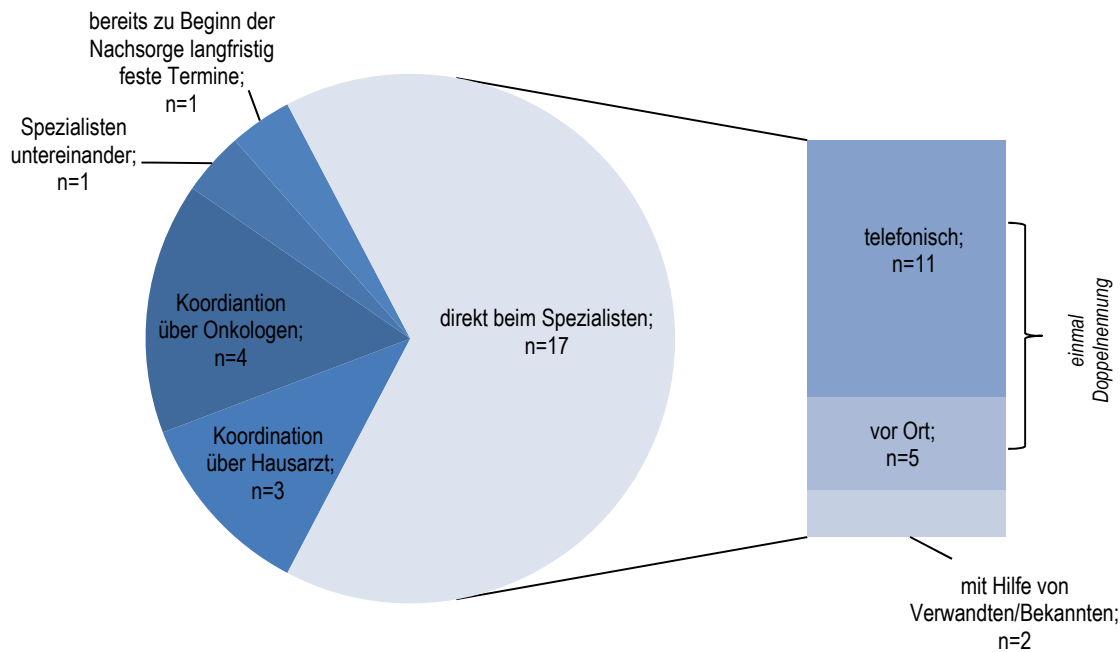 bereits zu Beginn der
Nachsorge langfristig
feste Termine;
n=1
Spezialisten
untereinander;
n=1
Koordiantion
über Onkologen;
n=4
Koordination
über Hausarzt;
n=3
direkt beim Spezialisten;
n=17
telefonisch;
n=11
vor Ort;
n=5
einmal
Doppelnennung
mit Hilfe von
Verwandten/Bekannten;
n=2